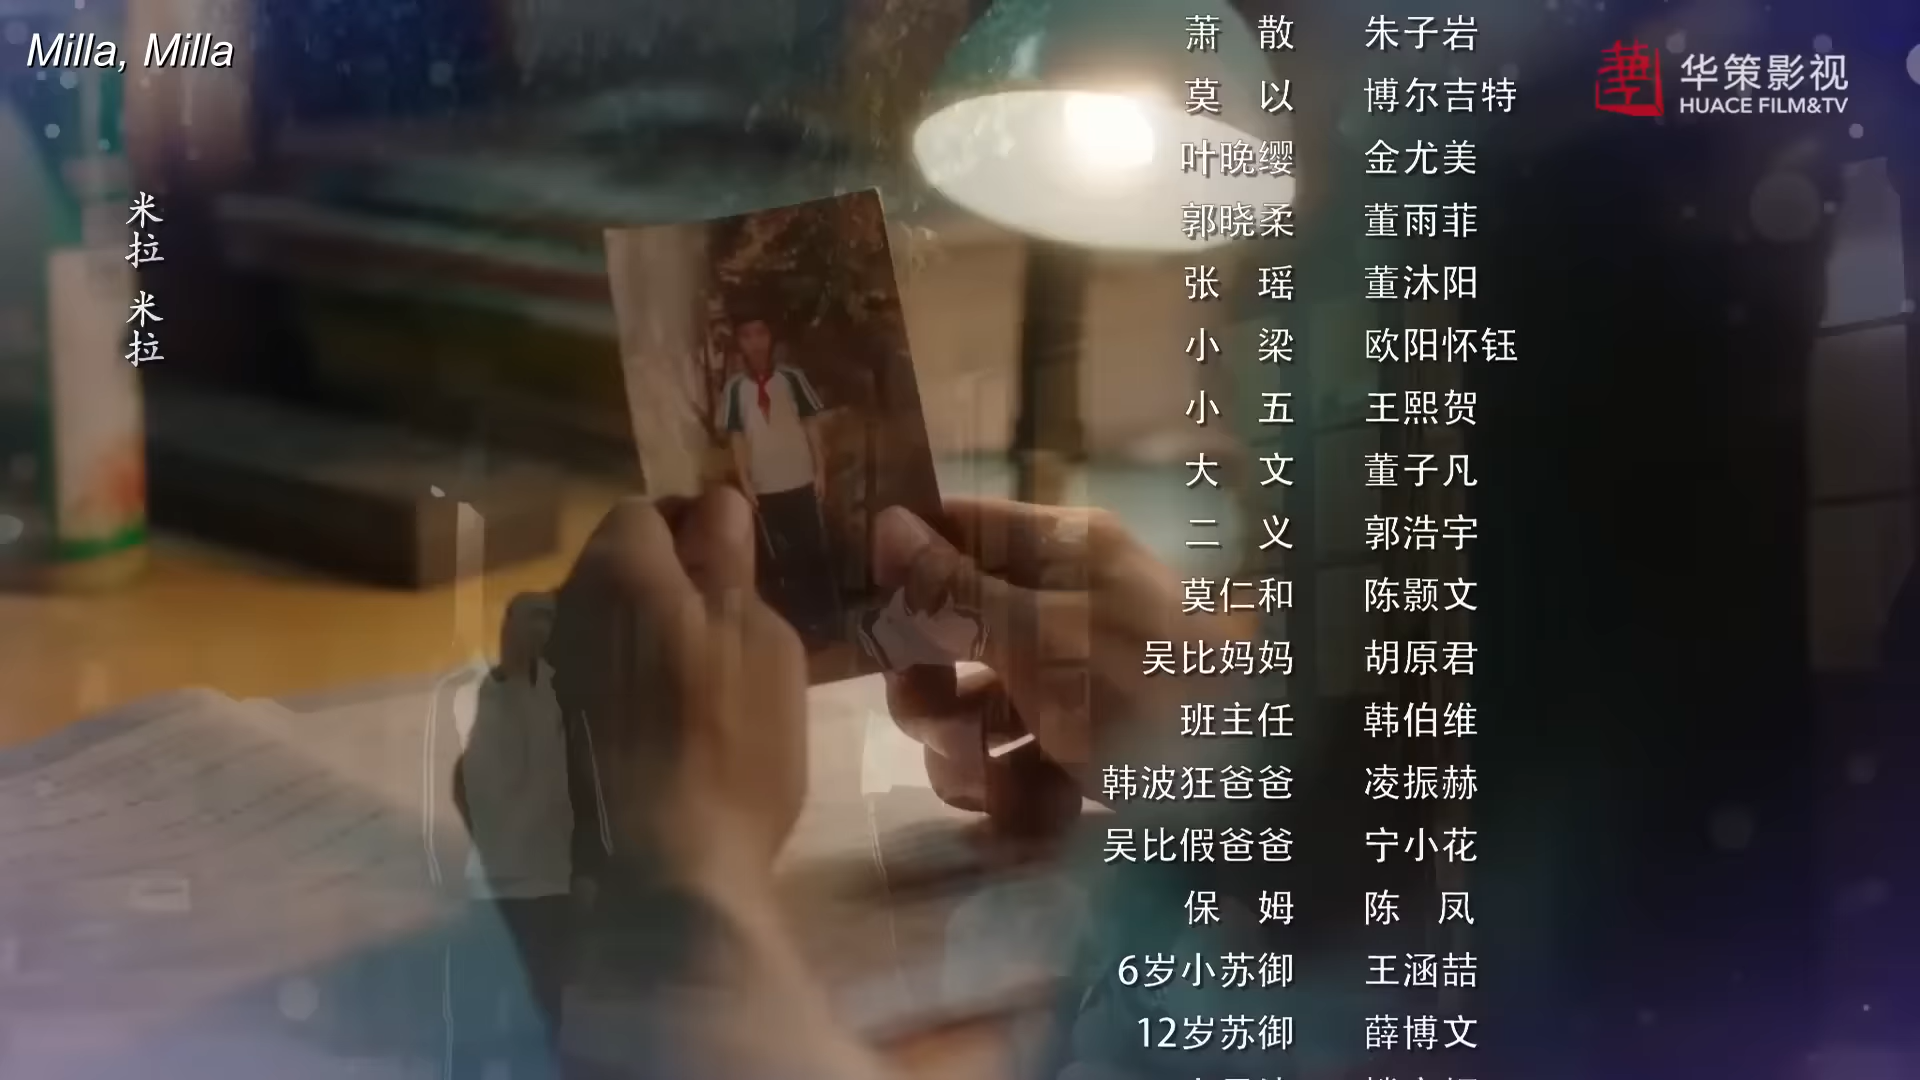 Milla, Milla
米拉 米拉
华策影视
HUACE FILM&TV
萧 散 朱子岩
莫 以 博尔吉特
叶晚缨 金尤美
郭晓柔 董雨菲
张 瑶 董沐阳
小 梁 欧阳怀钰
小 五 王熙贺
大 文 董子凡
二 义 郭浩宇
莫仁和 陈颢文
吴比妈妈 胡原君
班主任 韩伯维
韩波狂爸爸 凌振赫
吴比假爸爸 宁小花
保 姆 陈 凤
6岁小苏御 王涵喆
12岁苏御 薛博文